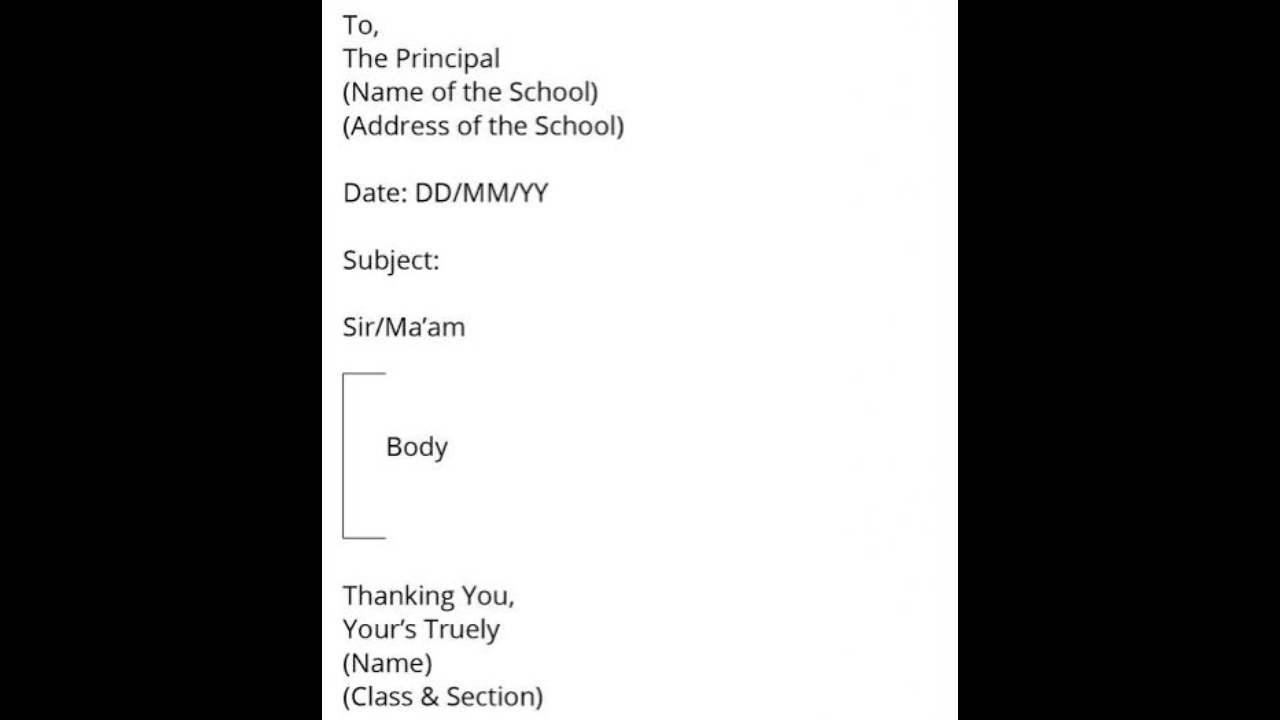 To,
The Principal
(Name of the School)
(Address of the School)
Date: DD/MM/YY
Subject:
Sir/Ma’am
Body
Thanking You,
Your’s Truely
(Name)
(Class & Section)